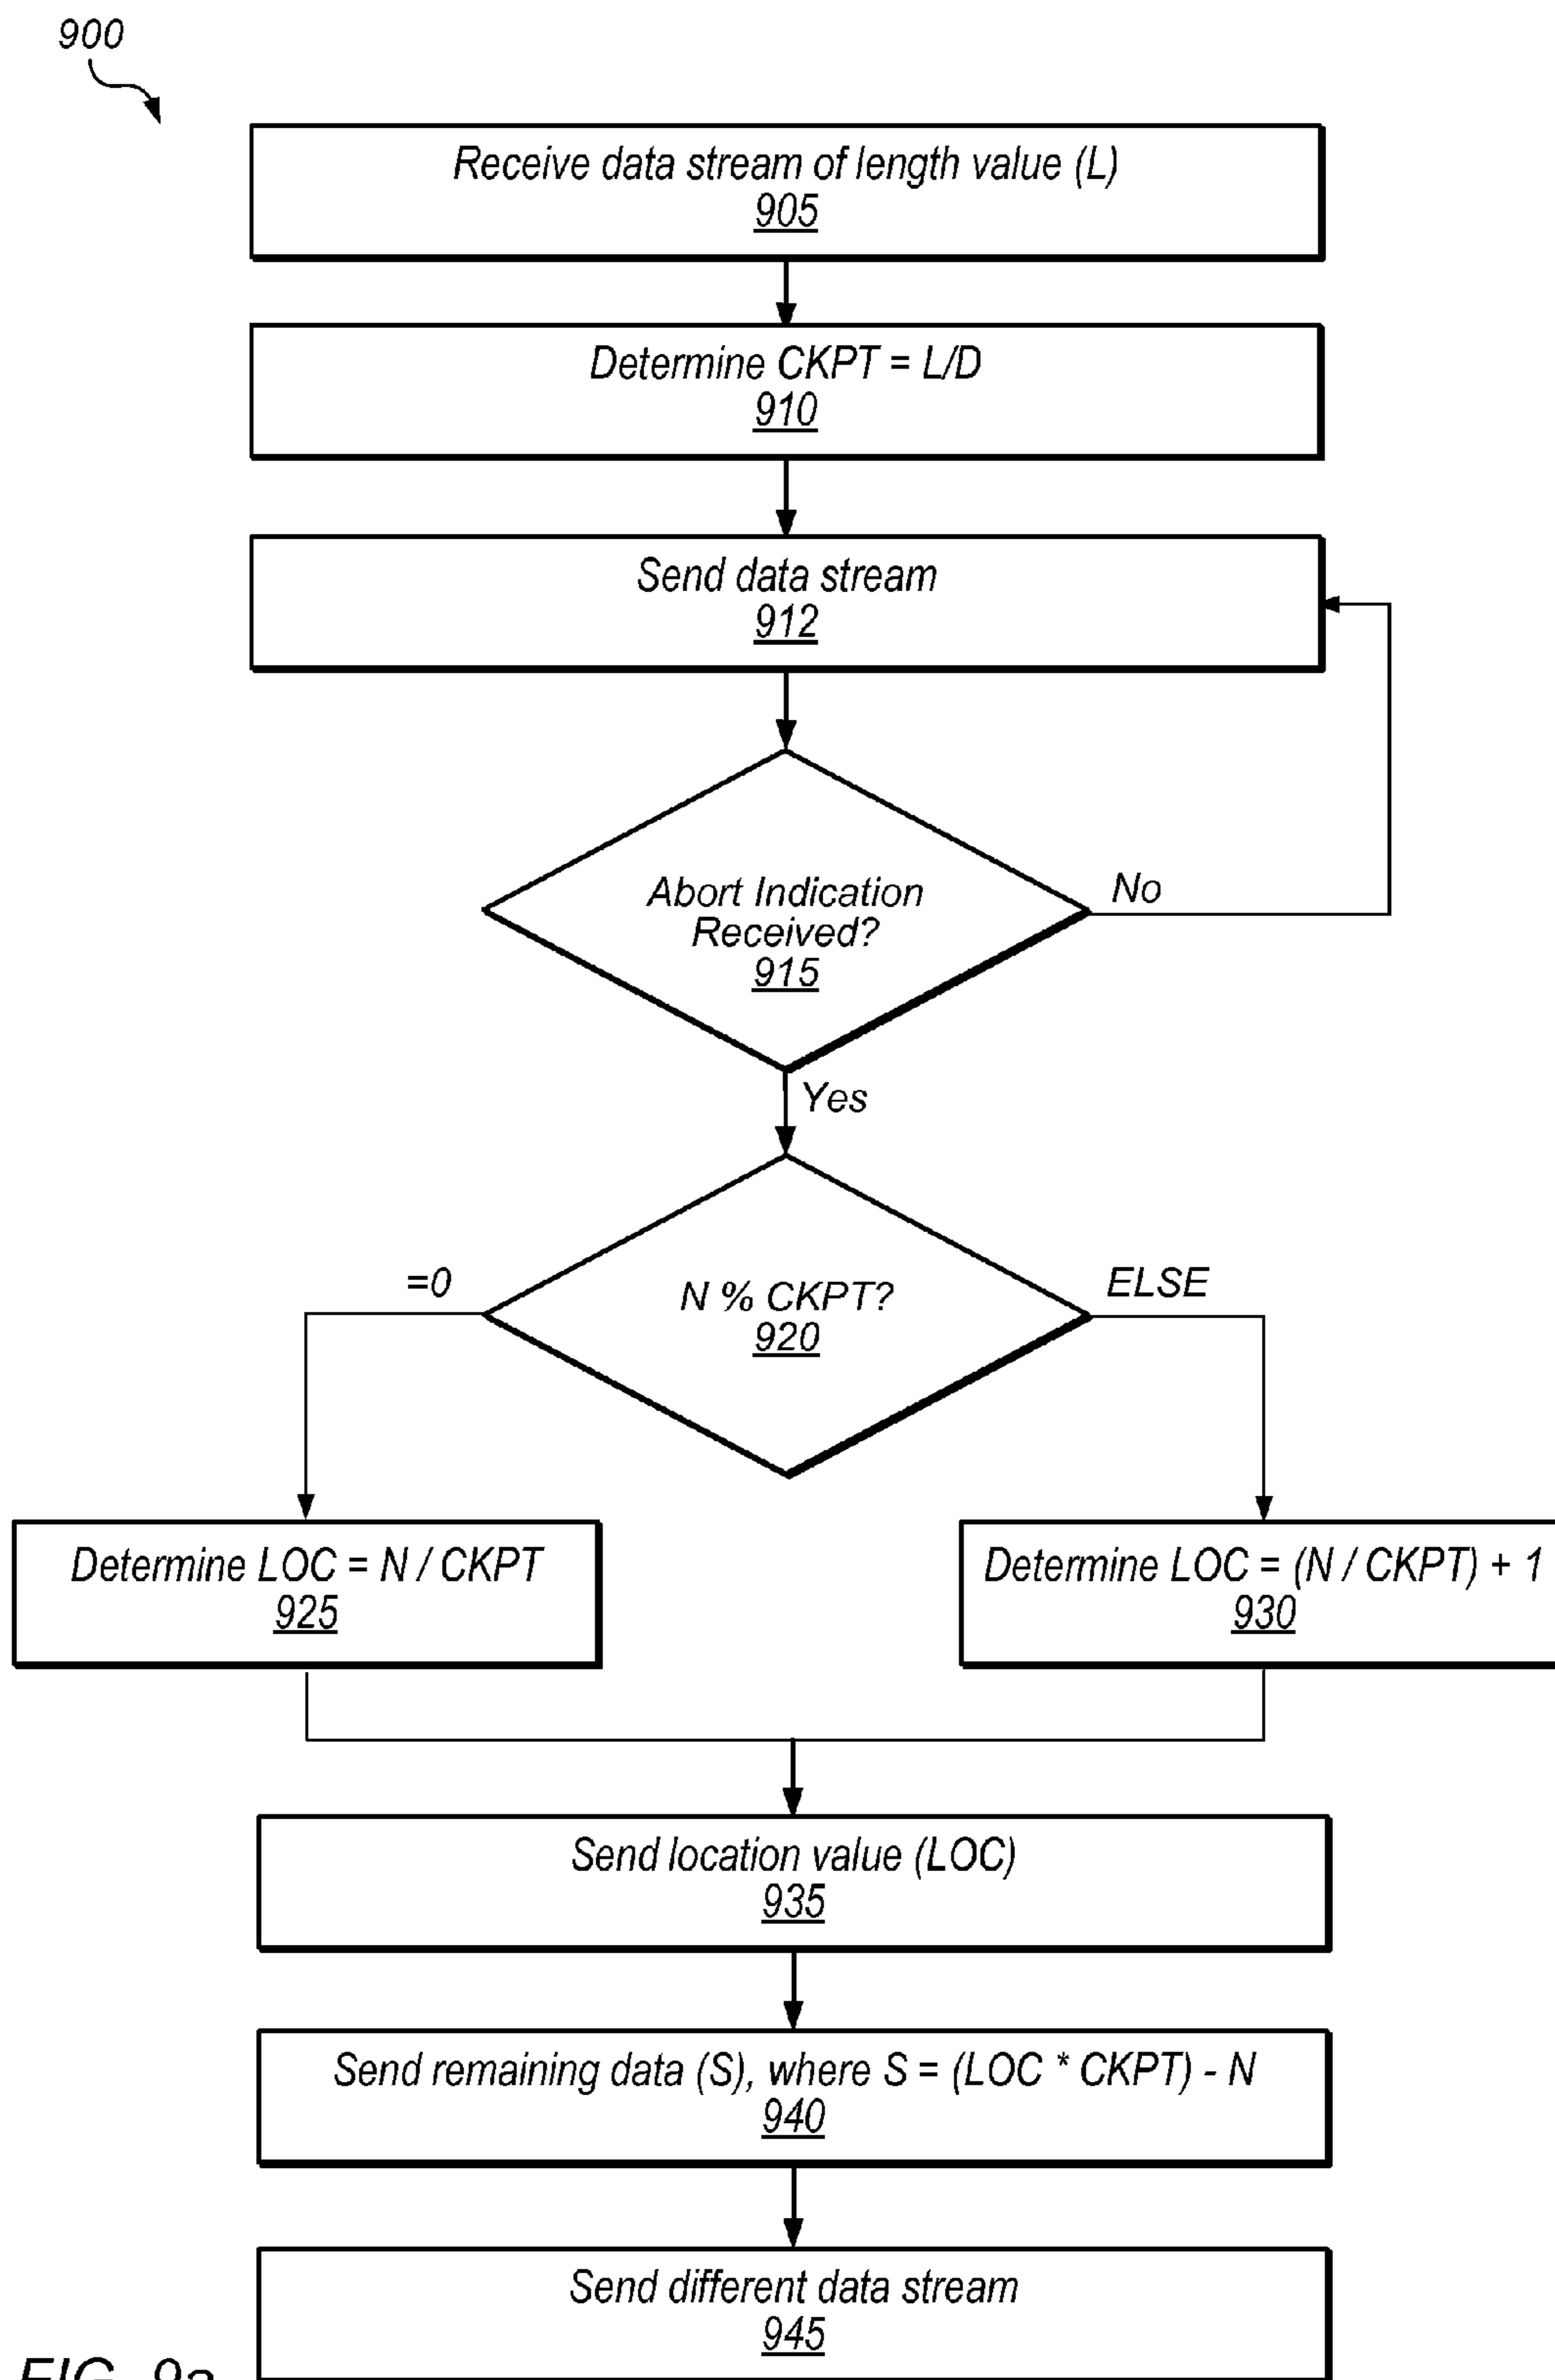 900
Receive data stream of length value (L)
905
Determine CKPT = L/D
910
Send data stream
912
Abort Indication
Received?
915
No
Yes
N % CKPT?
920
=0
ELSE
Determine LOC = N / CKPT
925
Determine LOC = (N / CKPT) + 1
930
Send location value (LOC)
935
Send remaining data (S), where S = (LOC * CKPT) - N
940
Send different data stream
945
FIG. 9a